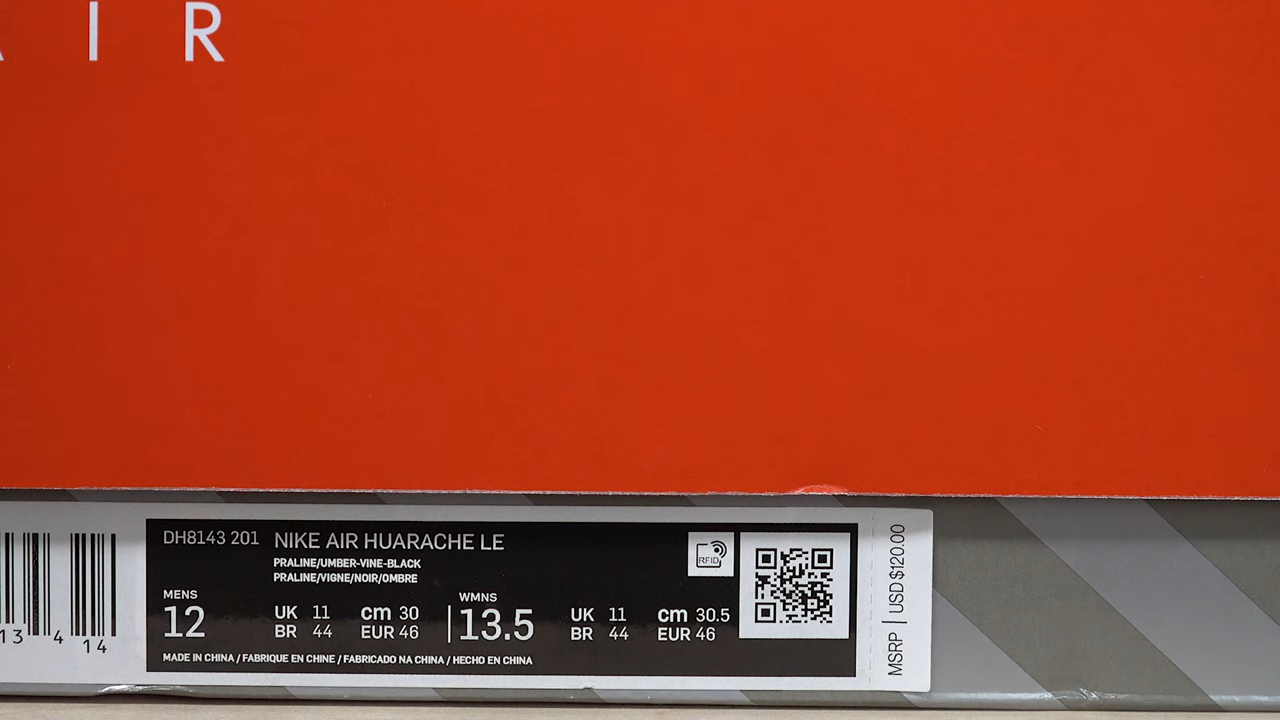 AIR
DH8143 201 NIKE AIR HUARACHE LE
PRALINE/UMBER-VINE-BLACK
PRALINE/VIGNE/NOIR/OMBRE
MENS
12
UK 11 cm 30
BR 44 EUR 46
WMNS
13.5
UK 11 cm 30.5
BR 44 EUR 46
MADE IN CHINA / FABRIQUE EN CHINE / FABRICADO NA CHINA / HECHO EN CHINA
RFID
MSRP | USD $120.00
13 4 14